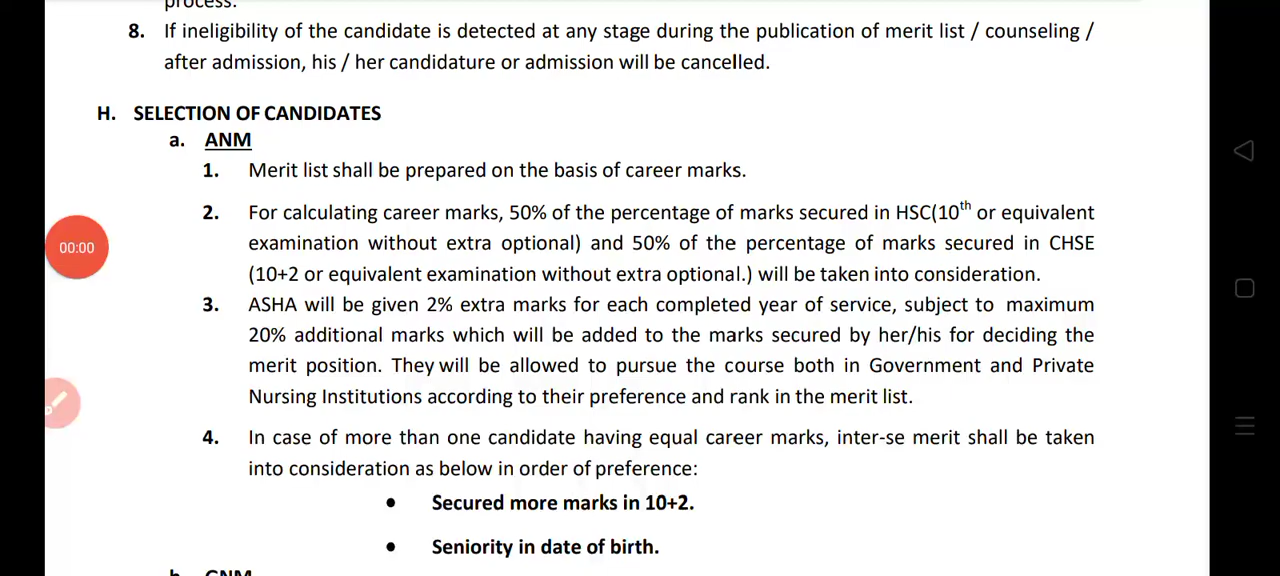 process.
8. If ineligibility of the candidate is detected at any stage during the publication of merit list / counseling /
after admission, his / her candidature or admission will be cancelled.
H. SELECTION OF CANDIDATES
a. ANM
1. Merit list shall be prepared on the basis of career marks.
2. For calculating career marks, 50% of the percentage of marks secured in HSC(10th or equivalent
examination without extra optional) and 50% of the percentage of marks secured in CHSE
(10+2 or equivalent examination without extra optional.) will be taken into consideration.
3. ASHA will be given 2% extra marks for each completed year of service, subject to maximum
20% additional marks which will be added to the marks secured by her/his for deciding the
merit position. They will be allowed to pursue the course both in Government and Private
Nursing Institutions according to their preference and rank in the merit list.
4. In case of more than one candidate having equal career marks, inter-se merit shall be taken
into consideration as below in order of preference:
• Secured more marks in 10+2.
• Seniority in date of birth.
b. GNM
00:00